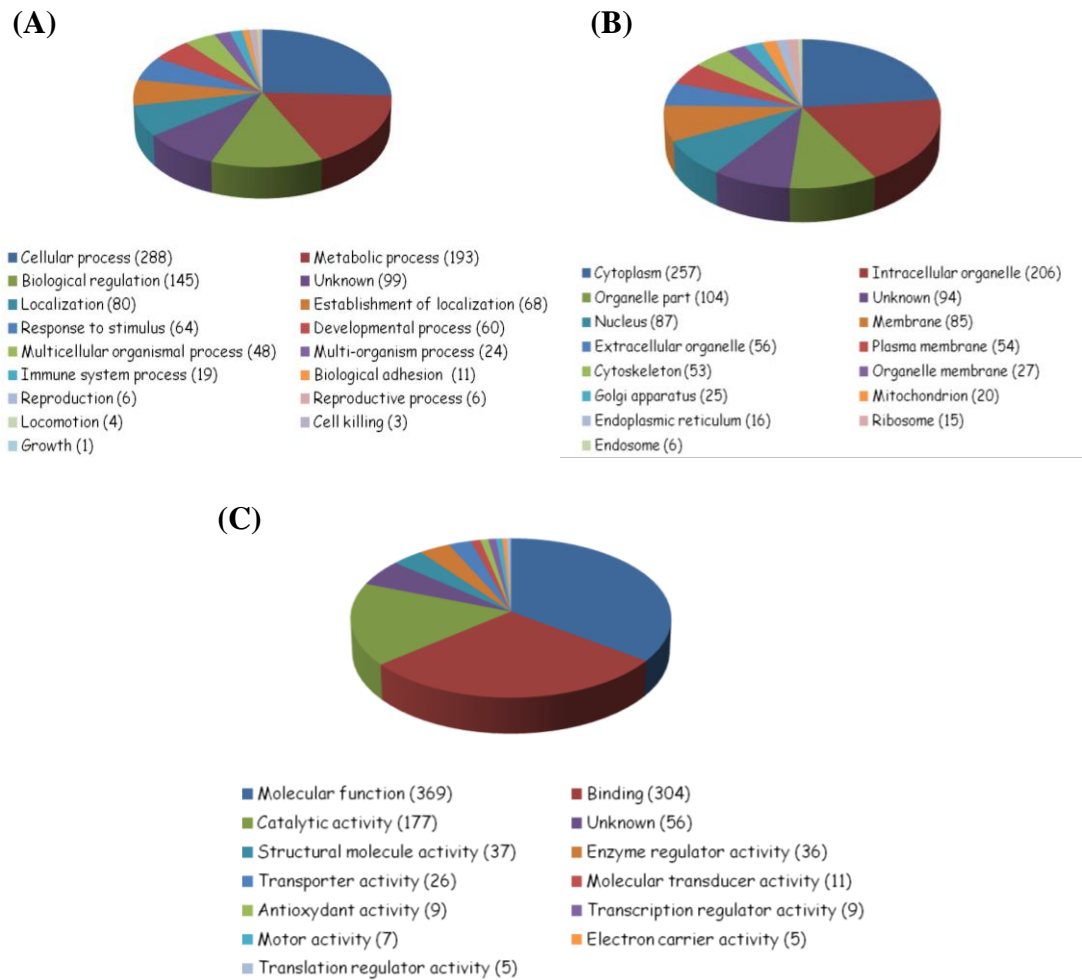 (A)
(B)
Cellular process (288) Metabolic process (193)
Biological regulation (145) Unknown (99)
Localization (80) Establishment of localization (68)
Response to stimulus (64) Developmental process (60)
Multicellular organismal process (48) Multi-organism process (24)
Immune system process (19) Biological adhesion (11)
Reproduction (6) Reproductive process (6)
Locomotion (4) Cell killing (3)
Growth (1)
Cytoplasm (257) Intracellular organelle (206)
Organelle part (104) Unknown (94)
Nucleus (87) Membrane (85)
Extracellular organelle (56) Plasma membrane (54)
Cytoskeleton (53) Organelle membrane (27)
Golgi apparatus (25) Mitochondrion (20)
Endoplasmic reticulum (16) Ribosome (15)
Endosome (6)
(C)
Molecular function (369) Binding (304)
Catalytic activity (177) Unknown (56)
Structural molecule activity (37) Enzyme regulator activity (36)
Transporter activity (26) Molecular transducer activity (11)
Antioxydant activity (9) Transcription regulator activity (9)
Motor activity (7) Electron carrier activity (5)
Translation regulator activity (5)